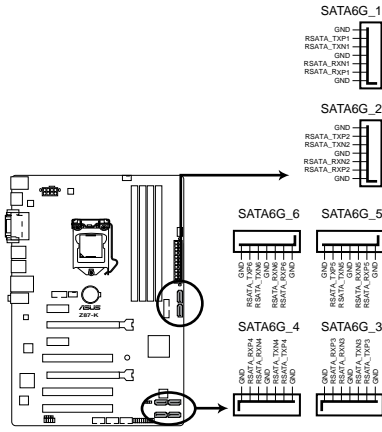 SATA6G_1
GND
RSATA_TXP1
RSATA_TXN1
GND
RSATA_RXN1
RSATA_RXP1
GND
SATA6G_2
GND
RSATA_TXP2
RSATA_TXN2
GND
RSATA_RXN2
RSATA_RXP2
GND
SATA6G_6
GND
RSATA_TXP6
RSATA_TXN6
GND
RSATA_RXN6
RSATA_RXP6
GND
SATA6G_5
GND
RSATA_TXP5
RSATA_TXN5
GND
RSATA_RXN5
RSATA_RXP5
GND
ASUS
Z87-K
SATA6G_4
GND
RSATA_RXP4
RSATA_RXN4
GND
RSATA_TXN4
RSATA_TXP4
GND
SATA6G_3
GND
RSATA_RXP3
RSATA_RXN3
GND
RSATA_TXN3
RSATA_TXP3
GND